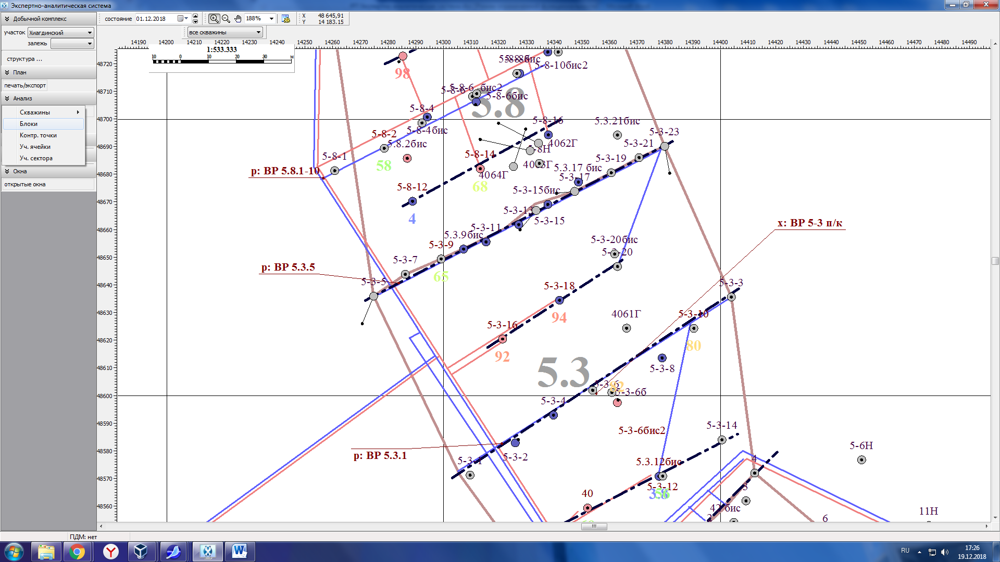 Экспертно-аналитическая система
Добычной комплекс
участок Хиагдинский
залежь
структура ...
План
печать/экспорт
Анализ
Скважины
Блоки
Контр. точки
Уч. ячейки
Уч. сектора
Окна
открытые окна
состояние 01.12.2018 188% X 48 645,91
Y 14 183.15
все скважины
14190 14200 14210 14220 14230 14240 14250 14260 14270 14280 14290 14300 14310 14320 14330 14340 14350 14360 14370 14380 14390 14400 14410 14420 14430 14440 14450 14460 14470 14480 14490
1:533.333
10 0 10 20 30 м
48720
48710
48700
48690
48680
48670
48660
48650
48640
48630
48620
48610
48600
48590
48580
48570
48560
98
5-8-10бис2
5-8-6бис
5.8
5-8-4
5-8-4бис
5-8-2
5.8.2бис
5-8-1
58
р: ВР 5.8.1-10
5-8-16
5.3.21бис
5-3-23
4062Г
5-3-21
5-8-14
5-3-19
4064Г
5.3.17 бис
5-3-17
68
5-8-12
5-3-15бис
4
5-3-13
5-3-15
5-3-11
5.3.9бис
5-3-9
5-3-7
65
р: ВР 5.3.5
5-3-5
х: ВР 5-3 п/к
5-3-20бис
5-3-20
5-3-18
94
5-3-16
92
4061Г
5-3-3
5-3-10
80
5.3
5-3-8
5-3-6
82
5-3-6б
5-3-4
5-3-6бис2
5-3-14
р: ВР 5.3.1
5-3-2
5-3-1
5.3.12бис
5-3-12
40
5-6Н
4
3
42 бис
6
11Н
ПДМ: нет
RU
17:26
19.12.2018